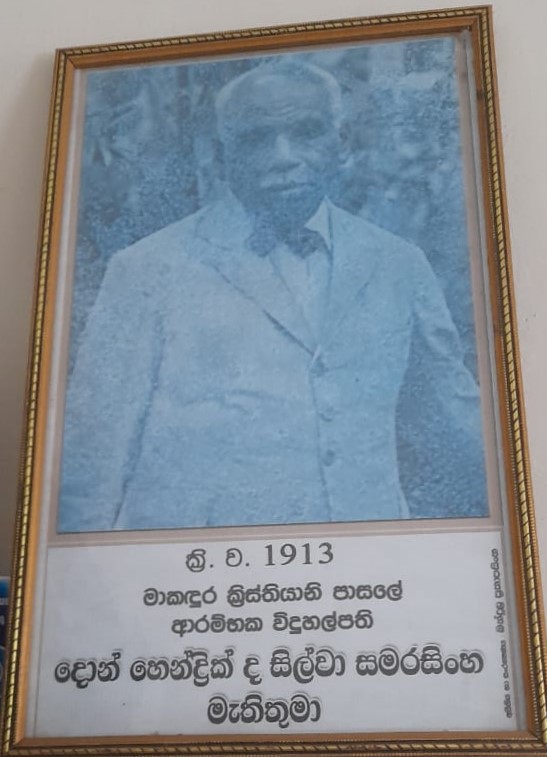 ක්‍රි. ව. 1913
මාකඳුර ක්‍රිස්තියානි පාසලේ
ආරම්භක විදුහල්පති
දොන් හෙන්ද්‍රික් ද සිල්වා සමරසිංහ
මැතිතුමා